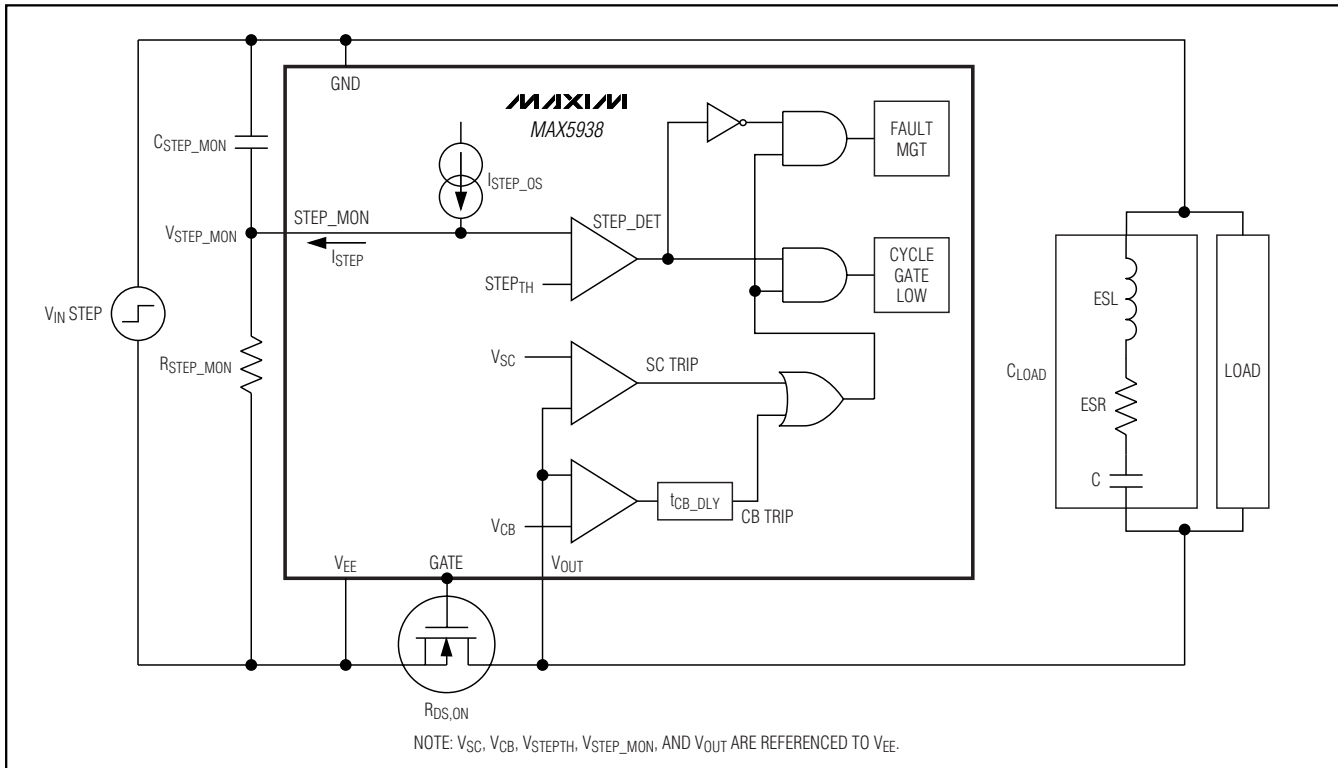 GND
MAXIM
MAX5938
FAULT
MGT
CSTEP_MON
ISTEP_OS
STEP_MON
STEP_DET
VSTEP_MON
ISTEP
CYCLE
GATE
LOW
STEPTH
ESL
VIN STEP
RSTEP_MON
VSC
SC TRIP
CLOAD
LOAD
ESR
C
tCB_DLY
CB TRIP
VCB
VEE
GATE
VOUT
RDS,ON
NOTE: VSC, VCB, VSTEPTH, VSTEP_MON, AND VOUT ARE REFERENCED TO VEE.